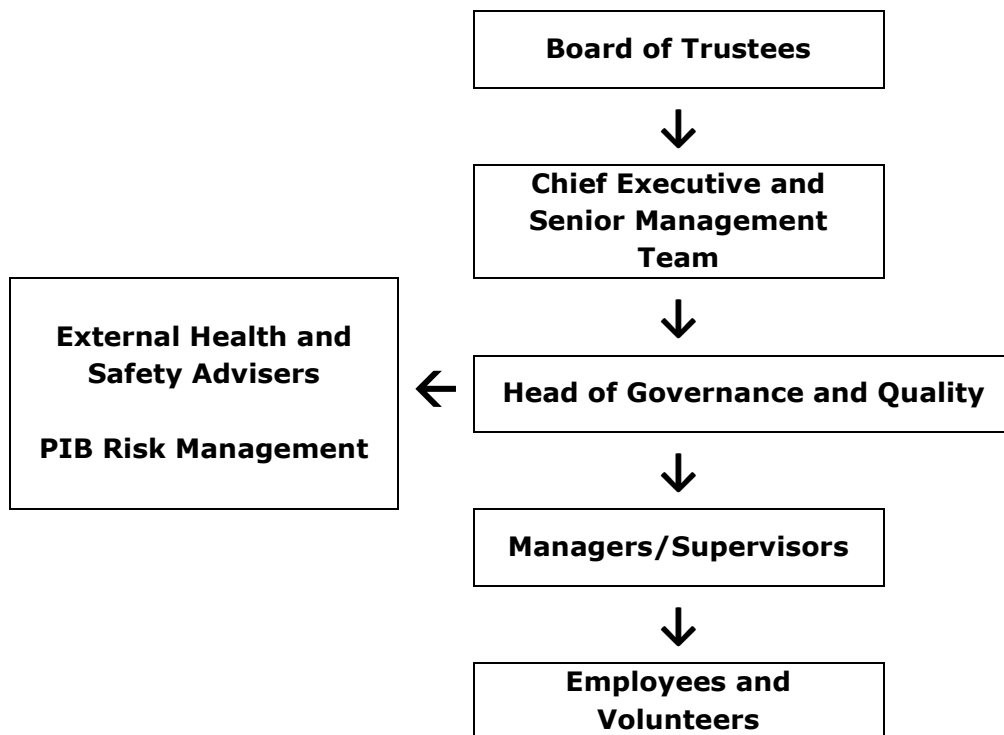 Board of Trustees
Chief Executive and
Senior Management
Team
External Health and
Safety Advisers
PIB Risk Management
Head of Governance and Quality
Managers/Supervisors
Employees and
Volunteers